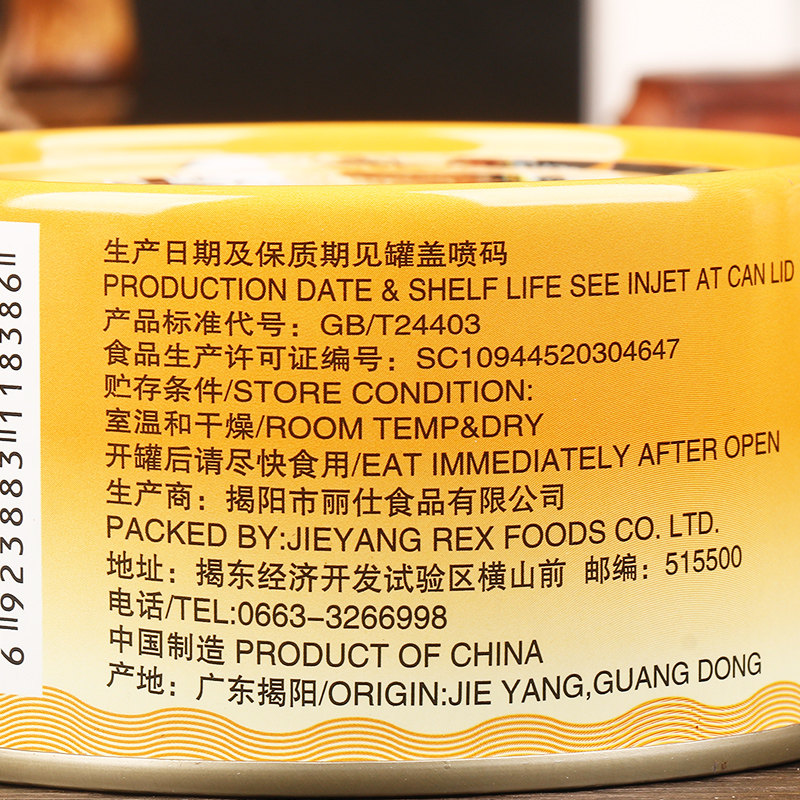 生产日期及保质期见罐盖喷码
PRODUCTION DATE & SHELF LIFE SEE INJET AT CAN LID
产品标准代号：GB/T24403
食品生产许可证编号：SC10944520304647
贮存条件/STORE CONDITION:
室温和干燥/ROOM TEMP&DRY
开罐后请尽快食用/EAT IMMEDIATELY AFTER OPEN
生产商：揭阳市丽仕食品有限公司
PACKED BY:JIEYANG REX FOODS CO. LTD.
地址：揭东经济开发试验区横山前 邮编：515500
电话/TEL:0663-3266998
中国制造 PRODUCT OF CHINA
产地：广东揭阳/ORIGIN:JIE YANG,GUANG DONG
6 923883 118386